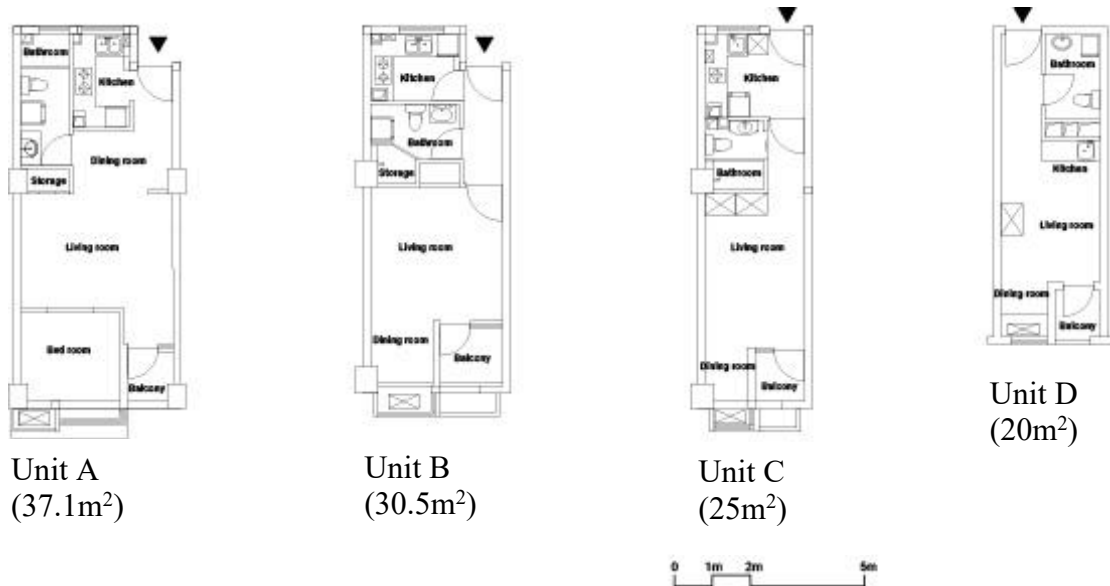 Bathroom
Kitchen
Dining room
Storage
Living room
Bed room
Balcony
Unit A
(37.1m²)
Kitchen
Bathroom
Storage
Living room
Dining room
Balcony
Unit B
(30.5m²)
Kitchen
Bathroom
Living room
Dining room
Balcony
Unit C
(25m²)
Bathroom
Kitchen
Living room
Dining room
Balcony
Unit D
(20m²)
0 1m 2m 5m